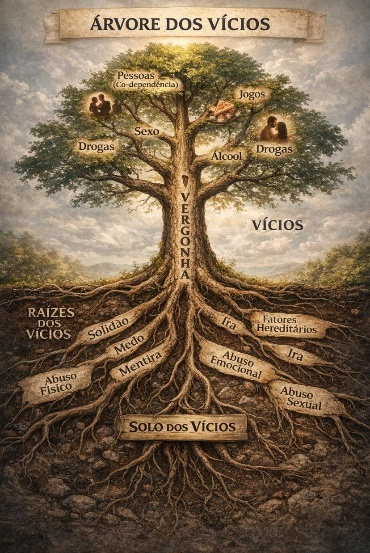 ÁRVORE DOS VÍCIOS
Pessoas
(Co-dependência)
Jogos
Sexo
Drogas
Álcool
Drogas
VERGONHA
VÍCIOS
RAÍZES
DOS
VÍCIOS
Solidão
Medo
Mentira
Ira
Fatores
Hereditários
Ira
Abuso
Físico
Abuso
Emocional
Abuso
Sexual
SOLO DOS VÍCIOS